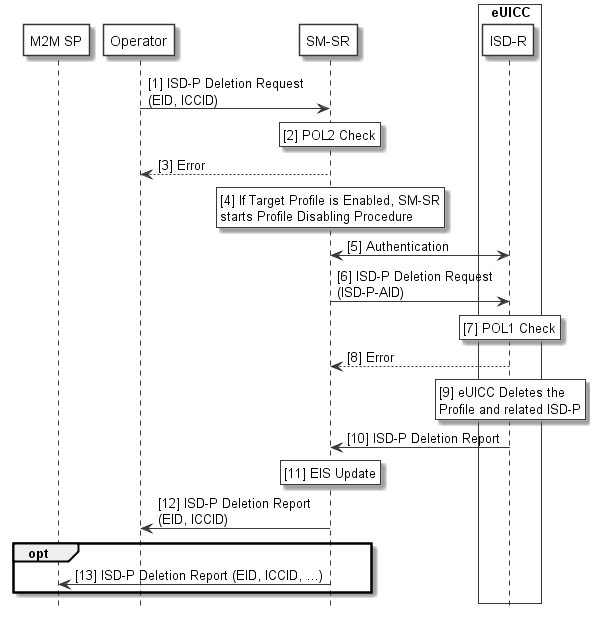 eUICC
M2M SP
Operator
SM-SR
ISD-R
[1] ISD-P Deletion Request
(EID, ICCID)
[2] POL2 Check
[3] Error
[4] If Target Profile is Enabled, SM-SR
starts Profile Disabling Procedure
[5] Authentication
[6] ISD-P Deletion Request
(ISD-P-AID)
[7] POL1 Check
[8] Error
[9] eUICC Deletes the
Profile and related ISD-P
[10] ISD-P Deletion Report
[11] EIS Update
[12] ISD-P Deletion Report
(EID, ICCID)
opt
[13] ISD-P Deletion Report (EID, ICCID, ...)